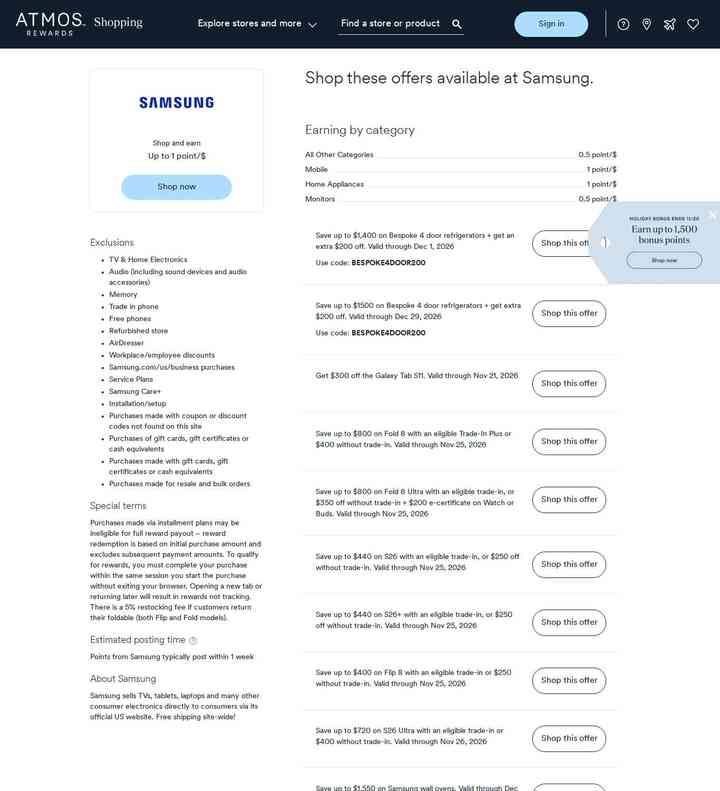 ATMOS Shopping
REWARDS
Explore stores and more
Find a store or product
Sign in
SAMSUNG
Shop and earn
Up to 1 point/$
Shop now
Exclusions
• TV & Home Electronics
• Audio (including sound devices and audio
accessories)
• Memory
• Trade in phone
• Free phones
• Refurbished store
• AirDresser
• Workplace/employee discounts
• Samsung.com/us/business purchases
• Service Plans
• Samsung Care+
• Installation/setup
• Purchases made with coupon or discount
codes not found on this site
• Purchases of gift cards, gift certificates or
cash equivalents
• Purchases made with gift cards, gift
certificates or cash equivalents
• Purchases made for resale and bulk orders
Special terms
Purchases made via installment plans may be
ineligible for full reward payout – reward
redemption is based on initial purchase amount and
excludes subsequent payment amounts. To qualify
for rewards, you must complete your purchase
within the same session you start the purchase
without exiting your browser. Opening a new tab or
returning later will result in rewards not tracking.
There is a 5% restocking fee if customers return
their foldable (both Flip and Fold models).
Estimated posting time
Points from Samsung typically post within 1 week
About Samsung
Samsung sells TVs, tablets, laptops and many other
consumer electronics directly to consumers via its
official US website. Free shipping site-wide!
Shop these offers available at Samsung.
Earning by category
All Other Categories 0.5 point/$
Mobile 1 point/$
Home Appliances 1 point/$
Monitors 0.5 point/$
Save up to $1,400 on Bespoke 4 door refrigerators + get an
extra $200 off. Valid through Dec 1, 2026
Use code: BESPOKE4DOOR200
Shop this off
HOLIDAY BONUS ENDS 11/30
Earn up to 1,500
bonus points
Shop now
Save up to $1500 on Bespoke 4 door refrigerators + get extra
$200 off. Valid through Dec 29, 2026
Use code: BESPOKE4DOOR200
Shop this offer
Get $300 off the Galaxy Tab S11. Valid through Nov 21, 2026
Shop this offer
Save up to $800 on Fold 8 with an eligible Trade-In Plus or
$400 without trade-in. Valid through Nov 25, 2026
Shop this offer
Save up to $800 on Fold 8 Ultra with an eligible trade-in, or
$350 off without trade-in + $200 e-certificate on Watch or
Buds. Valid through Nov 25, 2026
Shop this offer
Save up to $440 on S26 with an eligible trade-in, or $250 off
without trade-in. Valid through Nov 25, 2026
Shop this offer
Save up to $440 on S26+ with an eligible trade-in, or $250
off without trade-in. Valid through Nov 25, 2026
Shop this offer
Save up to $400 on Flip 8 with an eligible trade-in or $250
without trade-in. Valid through Nov 25, 2026
Shop this offer
Save up to $720 on S26 Ultra with an eligible trade-in or
$400 without trade-in. Valid through Nov 26, 2026
Shop this offer
Save up to $1,550 on Samsung wall ovens. Valid through Dec